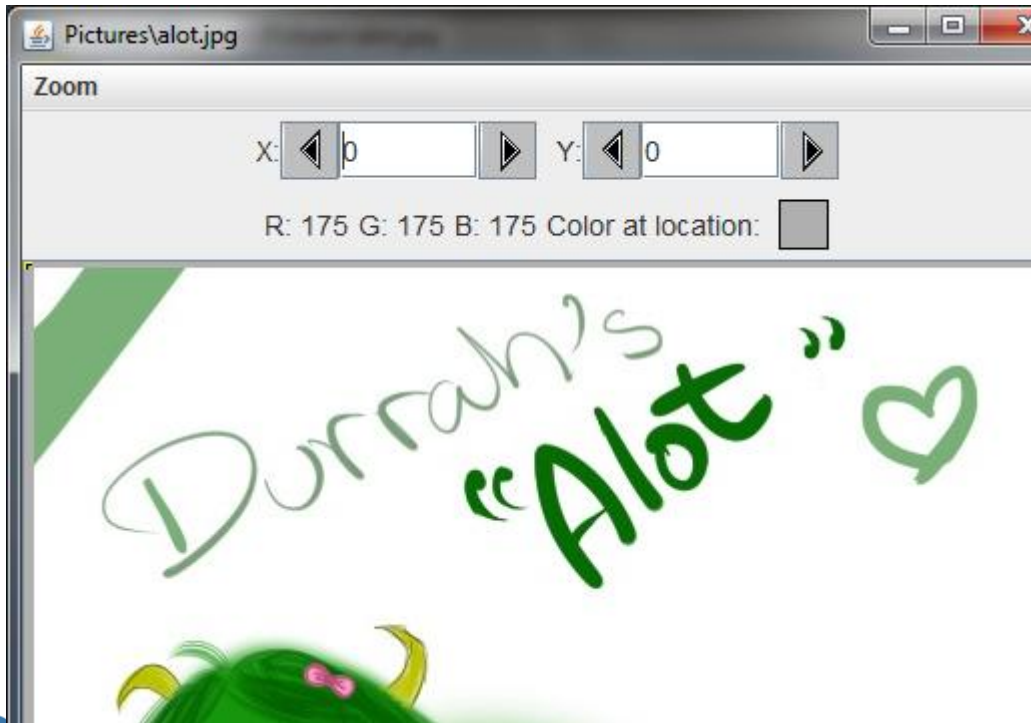 Pictures\alot.jpg
Zoom
X: 0 Y: 0
R: 175 G: 175 B: 175 Color at location:
Durrah's
“Alot”